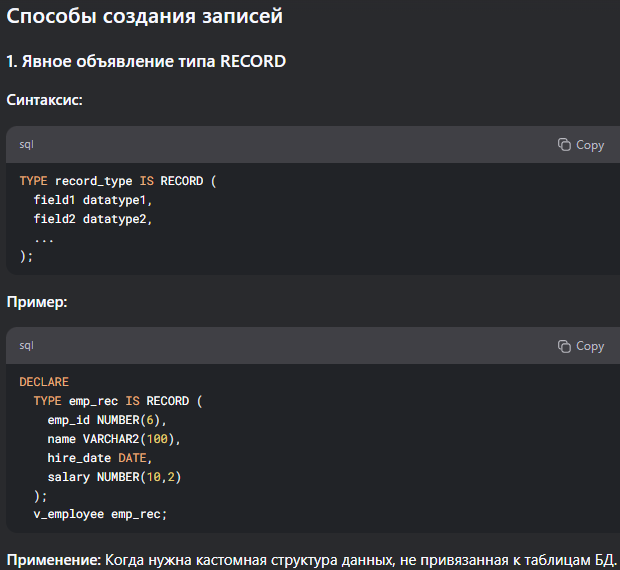 Способы создания записей
1. Явное объявление типа RECORD
Синтаксис:
sql
Copy
TYPE record_type IS RECORD (
field1 datatype1,
field2 datatype2,
...
);
Пример:
sql
Copy
DECLARE
TYPE emp_rec IS RECORD (
emp_id NUMBER(6),
name VARCHAR2(100),
hire_date DATE,
salary NUMBER(10,2)
);
v_employee emp_rec;
Применение: Когда нужна кастомная структура данных, не привязанная к таблицам БД.